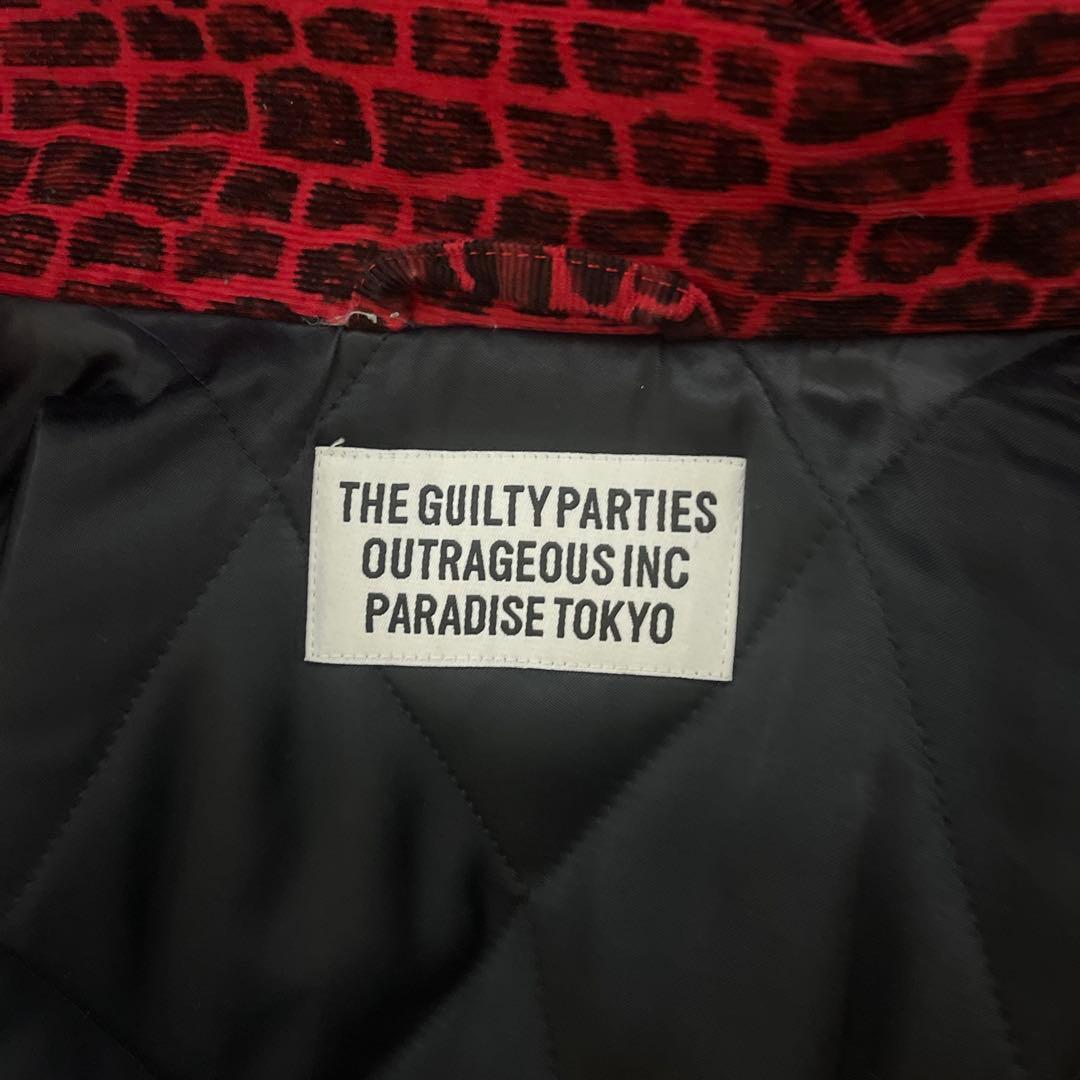 THE GUILTY PARTIES
OUTRAGEOUS INC
PARADISE TOKYO